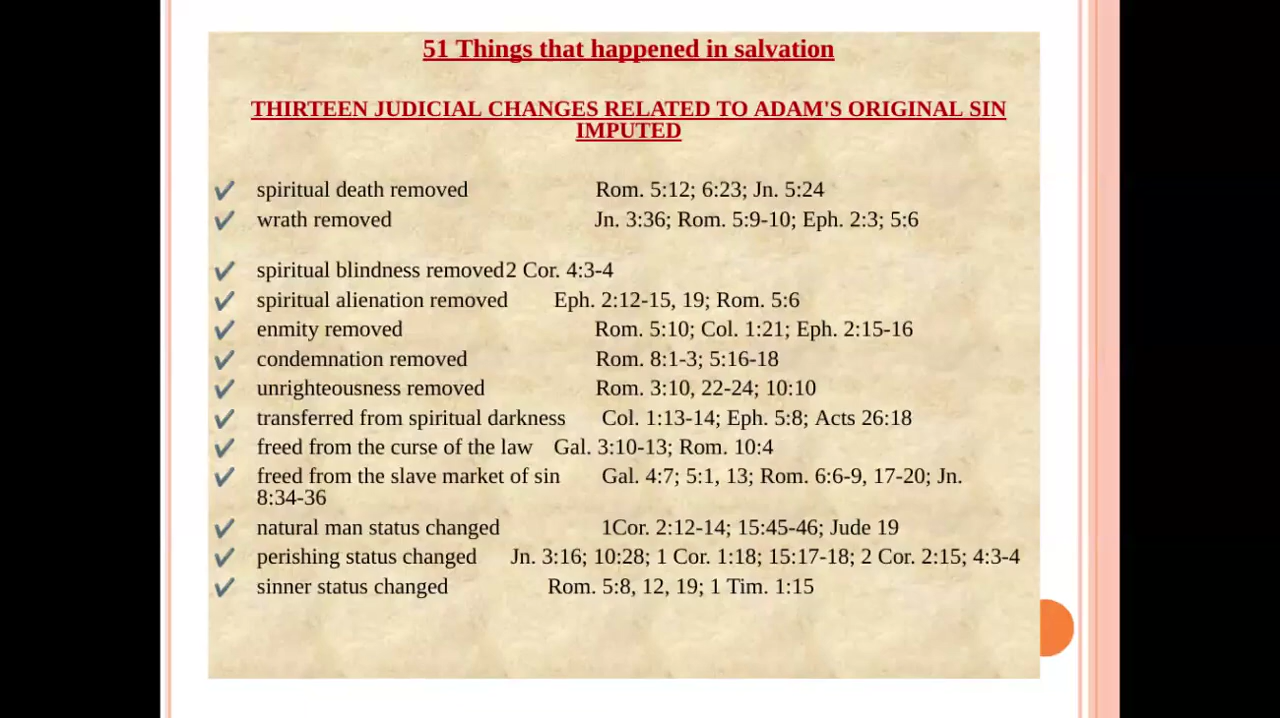 51 Things that happened in salvation
THIRTEEN JUDICIAL CHANGES RELATED TO ADAM'S ORIGINAL SIN
IMPUTED
✔ spiritual death removed Rom. 5:12; 6:23; Jn. 5:24
✔ wrath removed Jn. 3:36; Rom. 5:9-10; Eph. 2:3; 5:6
✔ spiritual blindness removed2 Cor. 4:3-4
✔ spiritual alienation removed Eph. 2:12-15, 19; Rom. 5:6
✔ enmity removed Rom. 5:10; Col. 1:21; Eph. 2:15-16
✔ condemnation removed Rom. 8:1-3; 5:16-18
✔ unrighteousness removed Rom. 3:10, 22-24; 10:10
✔ transferred from spiritual darkness Col. 1:13-14; Eph. 5:8; Acts 26:18
✔ freed from the curse of the law Gal. 3:10-13; Rom. 10:4
✔ freed from the slave market of sin Gal. 4:7; 5:1, 13; Rom. 6:6-9, 17-20; Jn.
8:34-36
✔ natural man status changed 1Cor. 2:12-14; 15:45-46; Jude 19
✔ perishing status changed Jn. 3:16; 10:28; 1 Cor. 1:18; 15:17-18; 2 Cor. 2:15; 4:3-4
✔ sinner status changed Rom. 5:8, 12, 19; 1 Tim. 1:15